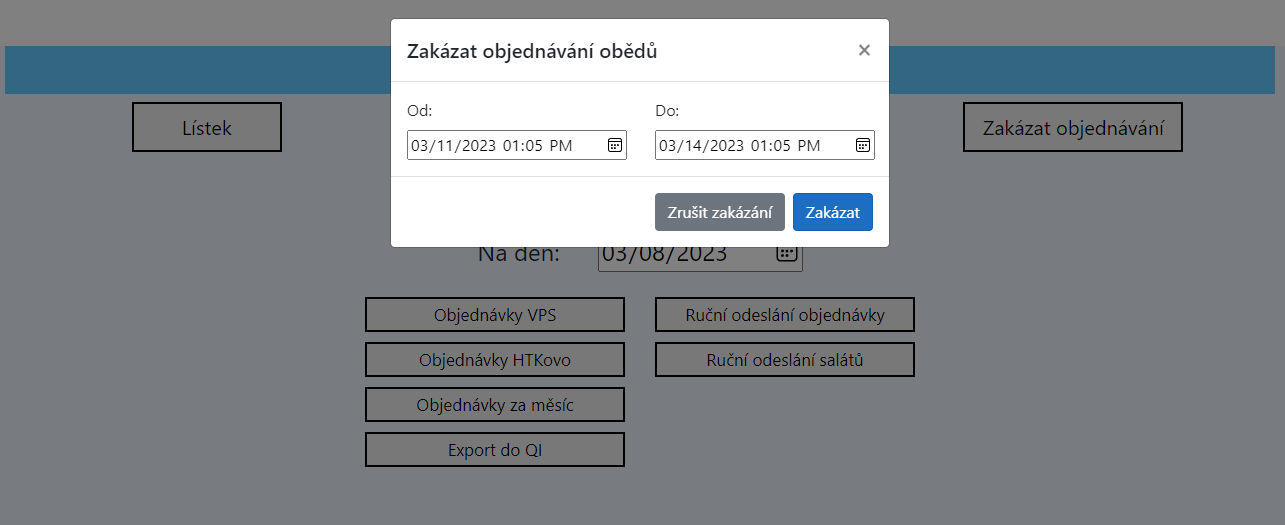 Zakázat objednávání obědů
×
Od:
Do:
03/11/2023 01:05 PM
03/14/2023 01:05 PM
Zrušit zakázání
Zakázat
Lístek
Zakázat objednávání
Na den:
03/08/2023
Objednávky VPS
Ruční odeslání objednávky
Objednávky HTKovo
Ruční odeslání salátů
Objednávky za měsíc
Export do QI